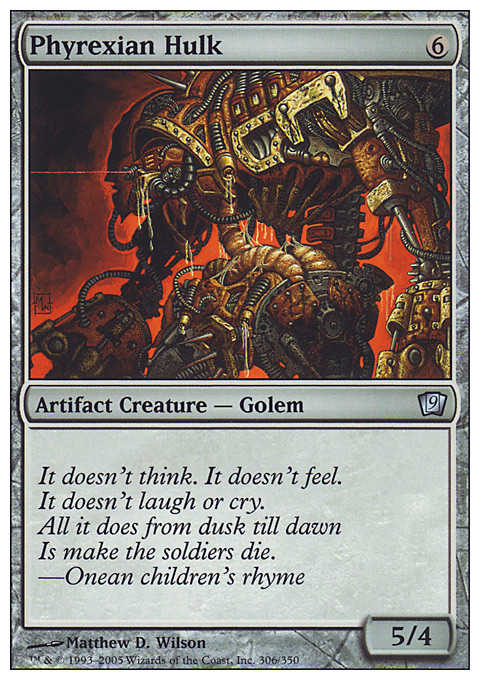 Phyrexian Hulk 6
MW
Artifact Creature — Golem 9
It doesn't think. It doesn't feel.
It doesn't laugh or cry.
All it does from dusk till dawn
Is make the soldiers die.
—Onean children's rhyme
5/4
Matthew D. Wilson
™ & © 1993–2005 Wizards of the Coast, Inc. 306/350